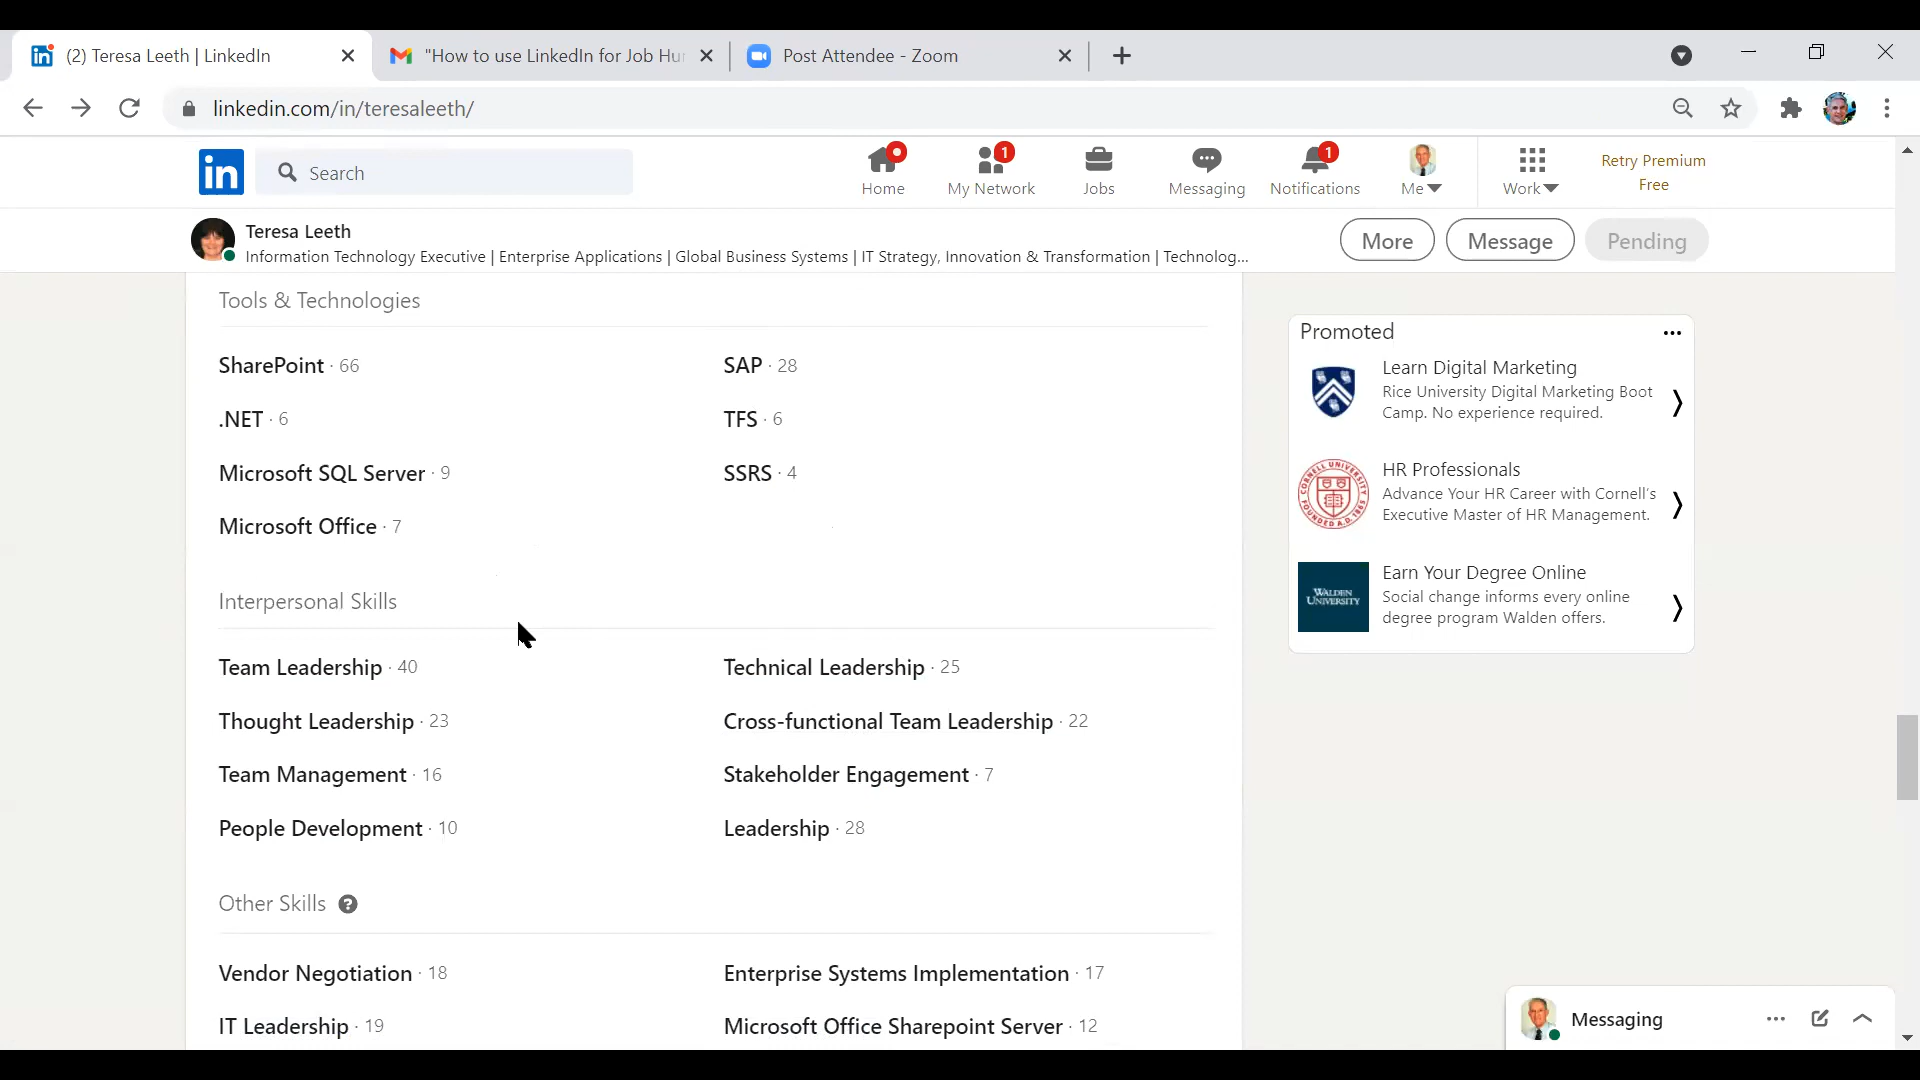 (2) Teresa Leeth | LinkedIn
"How to use LinkedIn for Job Hur
Post Attendee - Zoom
linkedin.com/in/teresaleeth/
in
Search
Home
1
My Network
Jobs
Messaging
1
Notifications
Me
Work
Retry Premium
Free
Teresa Leeth
Information Technology Executive | Enterprise Applications | Global Business Systems | IT Strategy, Innovation & Transformation | Technolog...
More
Message
Pending
Tools & Technologies
SharePoint · 66
SAP · 28
.NET · 6
TFS · 6
Microsoft SQL Server · 9
SSRS · 4
Microsoft Office · 7
Interpersonal Skills
Team Leadership · 40
Technical Leadership · 25
Thought Leadership · 23
Cross-functional Team Leadership · 22
Team Management · 16
Stakeholder Engagement · 7
People Development · 10
Leadership · 28
Other Skills ?
Vendor Negotiation · 18
Enterprise Systems Implementation · 17
IT Leadership · 19
Microsoft Office Sharepoint Server · 12
Promoted
Learn Digital Marketing
Rice University Digital Marketing Boot
Camp. No experience required.
HR Professionals
Advance Your HR Career with Cornell's
Executive Master of HR Management.
WALDEN
UNIVERSITY
Earn Your Degree Online
Social change informs every online
degree program Walden offers.
Messaging